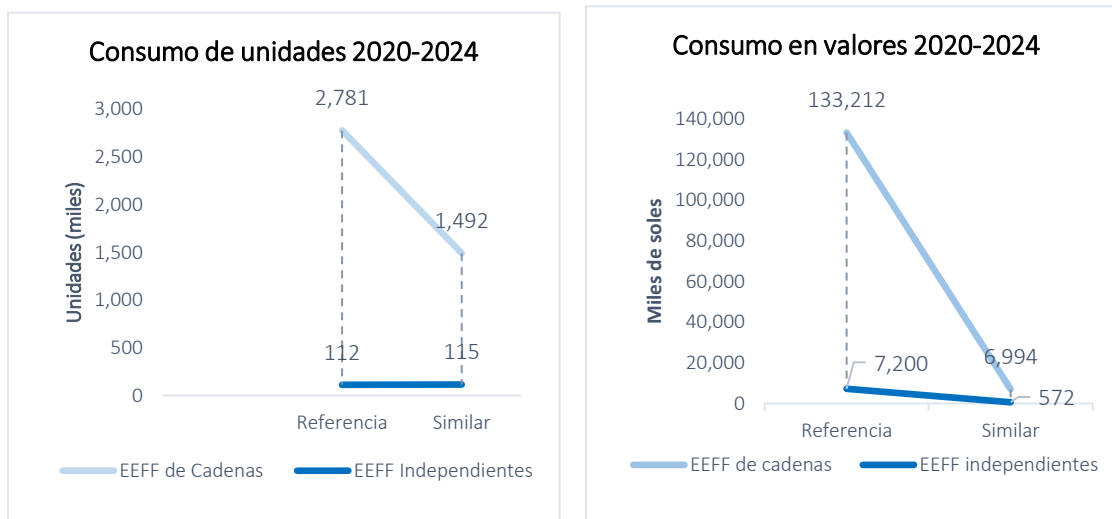 Consumo de unidades 2020-2024
2,781
3,000
2,500
2,000
1,492
1,500
1,000
500
112
115
0
Unidades (miles)
Referencia
Similar
EEFF de Cadenas
EEFF Independientes
Consumo en valores 2020-2024
133,212
140,000
120,000
100,000
80,000
60,000
40,000
20,000
6,994
7,200
0
572
Miles de soles
Referencia
Similar
EEFF de cadenas
EEFF independientes